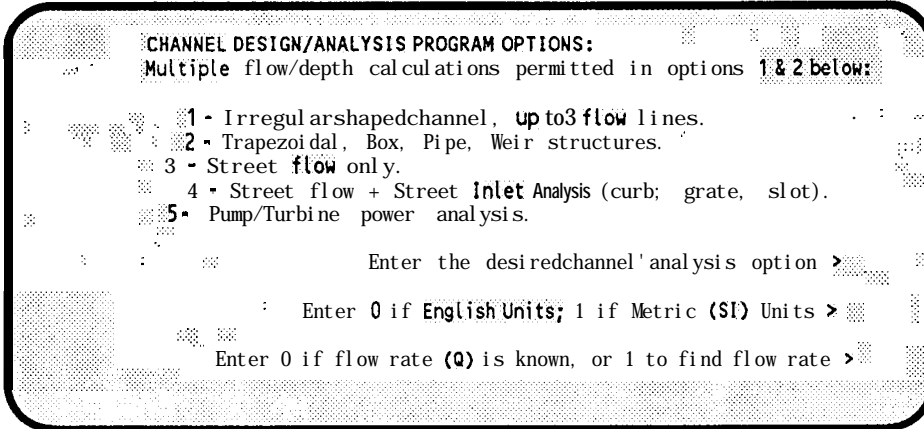 CHANNEL DESIGN/ANALYSIS PROGRAM OPTIONS:
Multiple flow/depth calculations permitted in options 1 & 2 below:
1 - Irregularshapedchannel, up to3 flow lines.
2 - Trapezoidal, Box, Pipe, Weir structures.
3 - Street flow only.
4 - Street flow + Street Inlet Analysis (curb; grate, slot).
5- Pump/Turbine power analysis.
Enter the desiredchannel'analysis option >
Enter 0 if English Units; 1 if Metric (SI) Units >
Enter 0 if flow rate (Q) is known, or 1 to find flow rate >